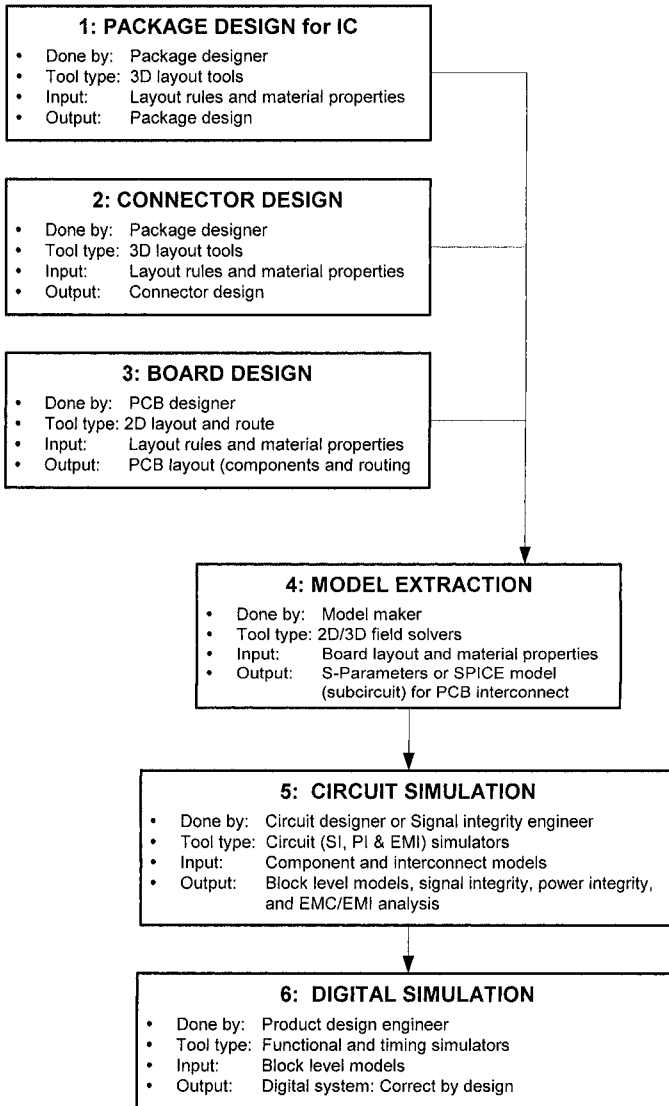 1: PACKAGE DESIGN for IC
• Done by: Package designer
• Tool type: 3D layout tools
• Input: Layout rules and material properties
• Output: Package design
2: CONNECTOR DESIGN
• Done by: Package designer
• Tool type: 3D layout tools
• Input: Layout rules and material properties
• Output: Connector design
3: BOARD DESIGN
• Done by: PCB designer
• Tool type: 2D layout and route
• Input: Layout rules and material properties
• Output: PCB layout (components and routing
4: MODEL EXTRACTION
• Done by: Model maker
• Tool type: 2D/3D field solvers
• Input: Board layout and material properties
• Output: S-Parameters or SPICE model
(subcircuit) for PCB interconnect
5: CIRCUIT SIMULATION
• Done by: Circuit designer or Signal integrity engineer
• Tool type: Circuit (SI, PI & EMI) simulators
• Input: Component and interconnect models
• Output: Block level models, signal integrity, power integrity,
and EMC/EMI analysis
6: DIGITAL SIMULATION
• Done by: Product design engineer
• Tool type: Functional and timing simulators
• Input: Block level models
• Output: Digital system: Correct by design